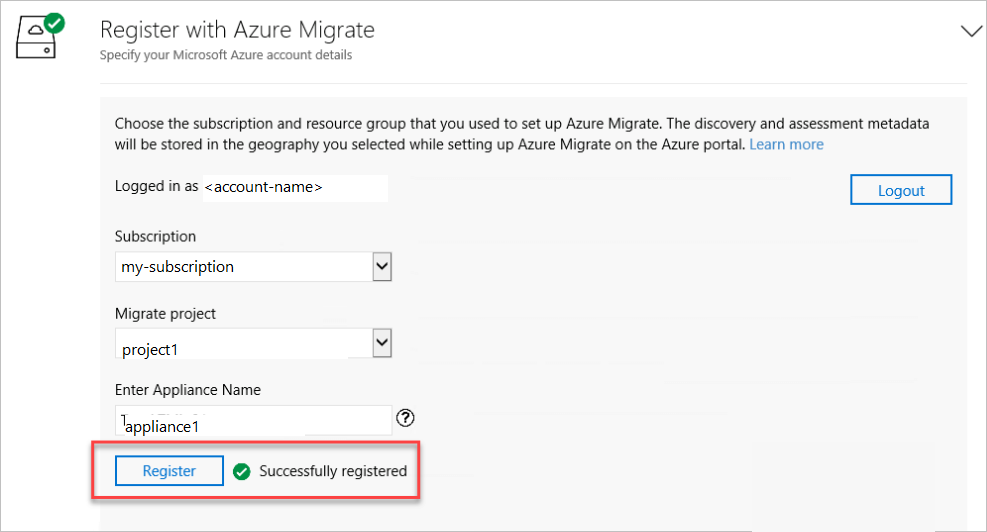 Register with Azure Migrate
Specify your Microsoft Azure account details
Choose the subscription and resource group that you used to set up Azure Migrate. The discovery and assessment metadata
will be stored in the geography you selected while setting up Azure Migrate on the Azure portal. Learn more
Logged in as <account-name>
Logout
Subscription
my-subscription
Migrate project
project1
Enter Appliance Name
appliance1
?
Register Successfully registered